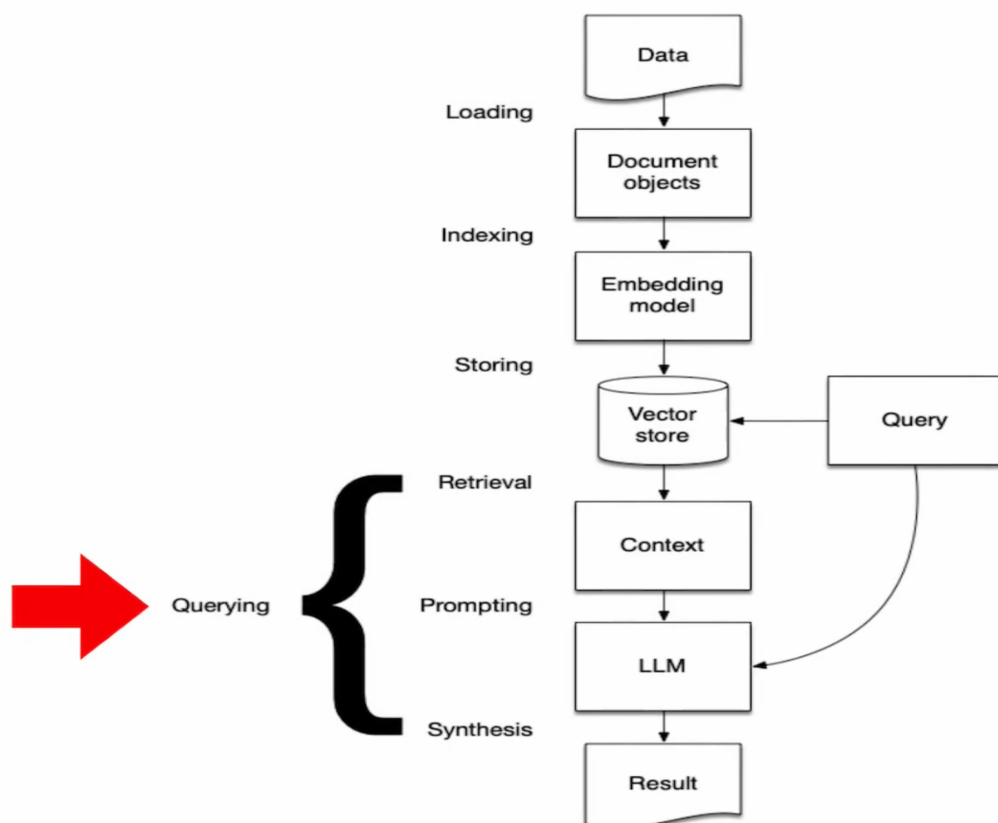 Data
Loading
Document
objects
Indexing
Embedding
model
Storing
Vector
store
Query
Retrieval
Context
Querying
Prompting
LLM
Synthesis
Result